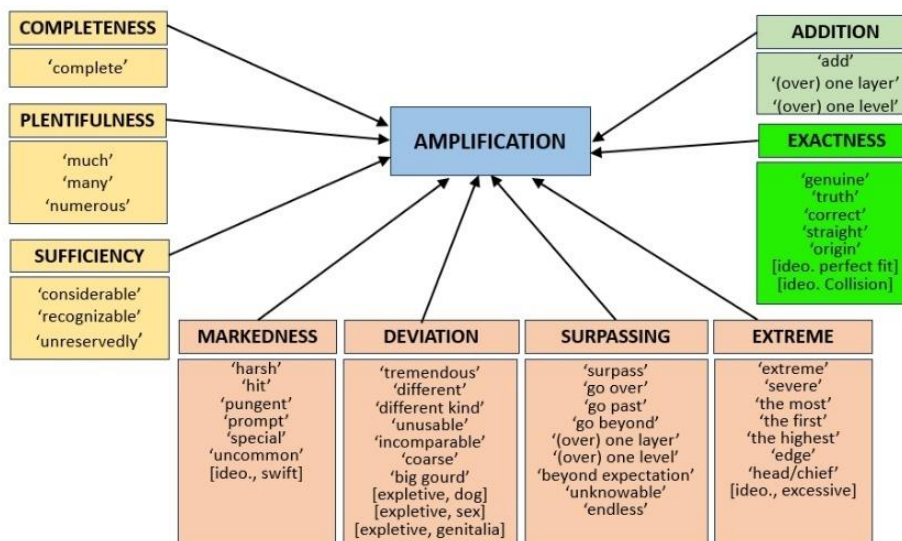 COMPLETENESS
‘complete’
PLENTIFULNESS
‘much’
‘many’
‘numerous’
SUFFICIENCY
‘considerable’
‘recognizable’
‘unreservedly’
AMPLIFICATION
ADDITION
‘add’
‘(over) one layer’
‘(over) one level’
EXACTNESS
‘genuine’
‘truth’
‘correct’
‘straight’
‘origin’
[ideo. perfect fit]
[ideo. Collision]
MARKEDNESS
‘harsh’
‘hit’
‘pungent’
‘prompt’
‘special’
‘uncommon’
[ideo., swift]
DEVIATION
‘tremendous’
‘different’
‘different kind’
‘unusable’
‘incomparable’
‘coarse’
‘big gourd’
[expletive, dog]
[expletive, sex]
[expletive, genitalia]
SURPASSING
‘surpass’
‘go over’
‘go past’
‘go beyond’
‘(over) one layer’
‘(over) one level’
‘beyond expectation’
‘unknowable’
‘endless’
EXTREME
‘extreme’
‘severe’
‘the most’
‘the first’
‘the highest’
‘edge’
‘head/chief’
[ideo., excessive]